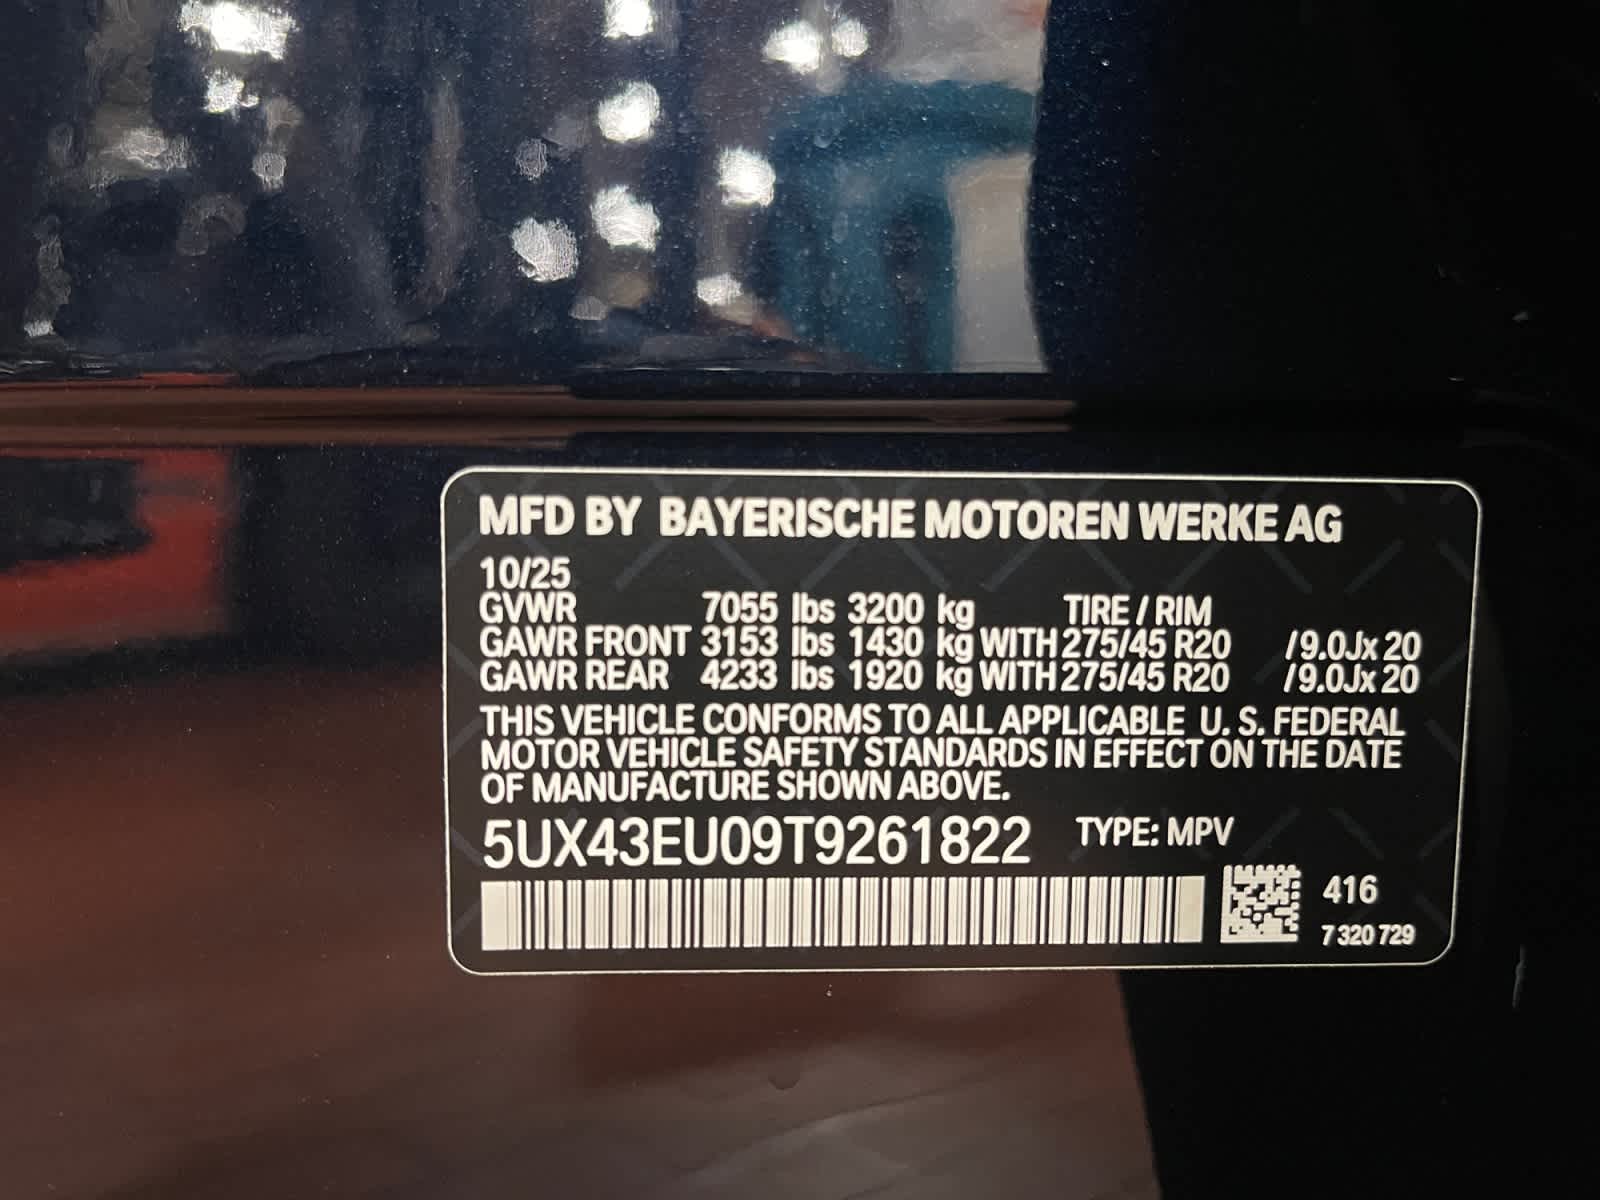 MFD BY BAYERISCHE MOTOREN WERKE AG
10/25
GVWR 7055 lbs 3200 kg TIRE / RIM
GAWR FRONT 3153 lbs 1430 kg WITH 275/45 R20 /9.0Jx 20
GAWR REAR 4233 lbs 1920 kg WITH 275/45 R20 /9.0Jx 20
THIS VEHICLE CONFORMS TO ALL APPLICABLE U. S. FEDERAL
MOTOR VEHICLE SAFETY STANDARDS IN EFFECT ON THE DATE
OF MANUFACTURE SHOWN ABOVE.
5UX43EU09T9261822 TYPE: MPV
416
7 320 729